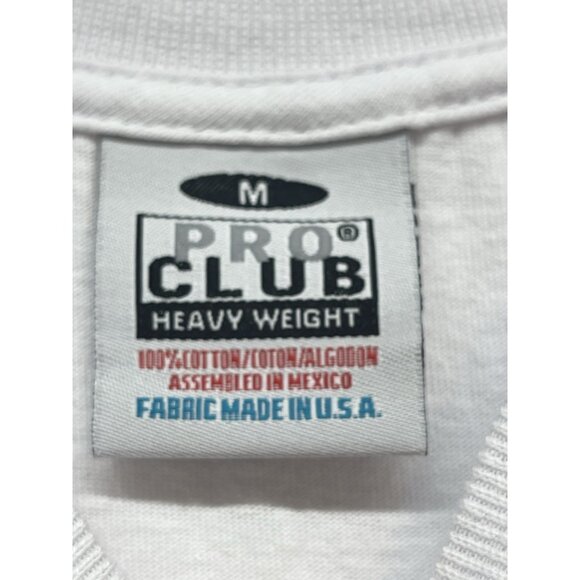 M
PRO®
CLUB
HEAVY WEIGHT
100%COTTON/COTON/ALGODON
ASSEMBLED IN MEXICO
FABRIC MADE IN U.S.A.